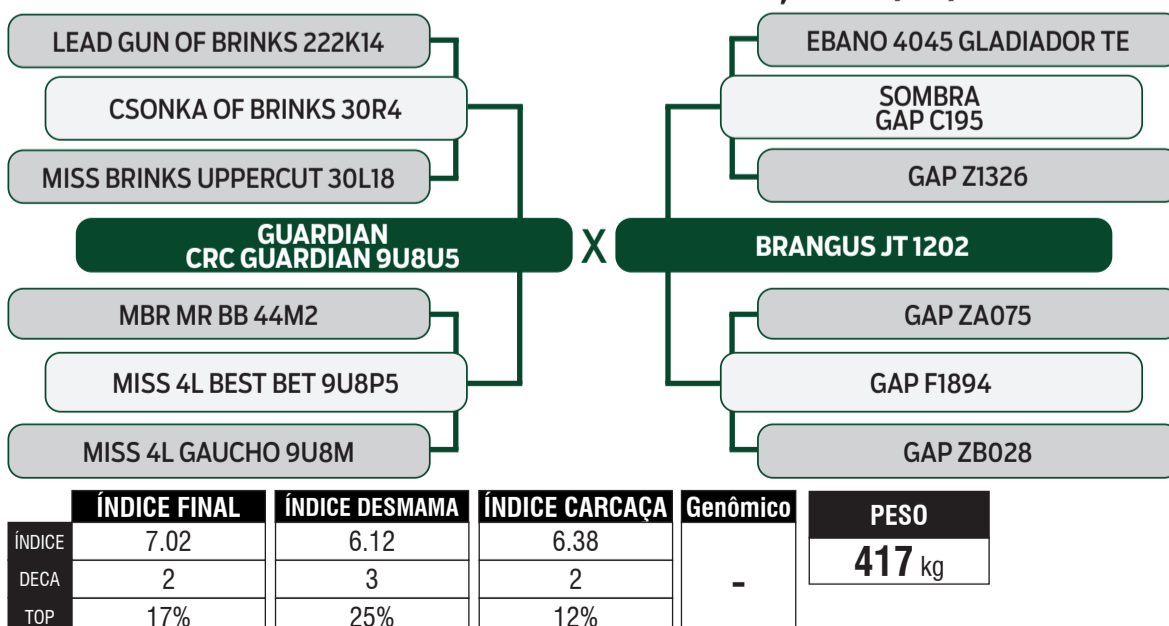 LEAD GUN OF BRINKS 222K14
CSONKA OF BRINKS 30R4
MISS BRINKS UPPERCUT 30L18
GUARDIAN
CRC GUARDIAN 9U8U5
MBR MR BB 44M2
MISS 4L BEST BET 9U8P5
MISS 4L GAUCHO 9U8M
X
EBANO 4045 GLADIADOR TE
SOMBRA
GAP C195
GAP Z1326
BRANGUS JT 1202
GAP ZA075
GAP F1894
GAP ZB028
ÍNDICE FINAL ÍNDICE DESMAMA ÍNDICE CARCAÇA Genômico PESO
ÍNDICE 7.02 6.12 6.38 - 417 kg
DECA 2 3 2
TOP 17% 25% 12%